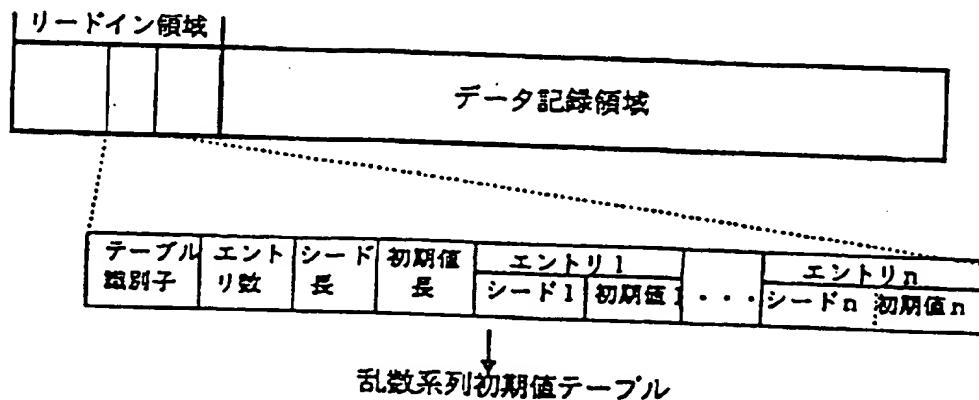 リードイン領域
データ記録領域
テーブル
識別子
エント
リ数
シード
長
初期値
長
エントリ1
シード1
初期値1
・・・
エントリn
シードn
初期値n
乱数系列初期値テーブル